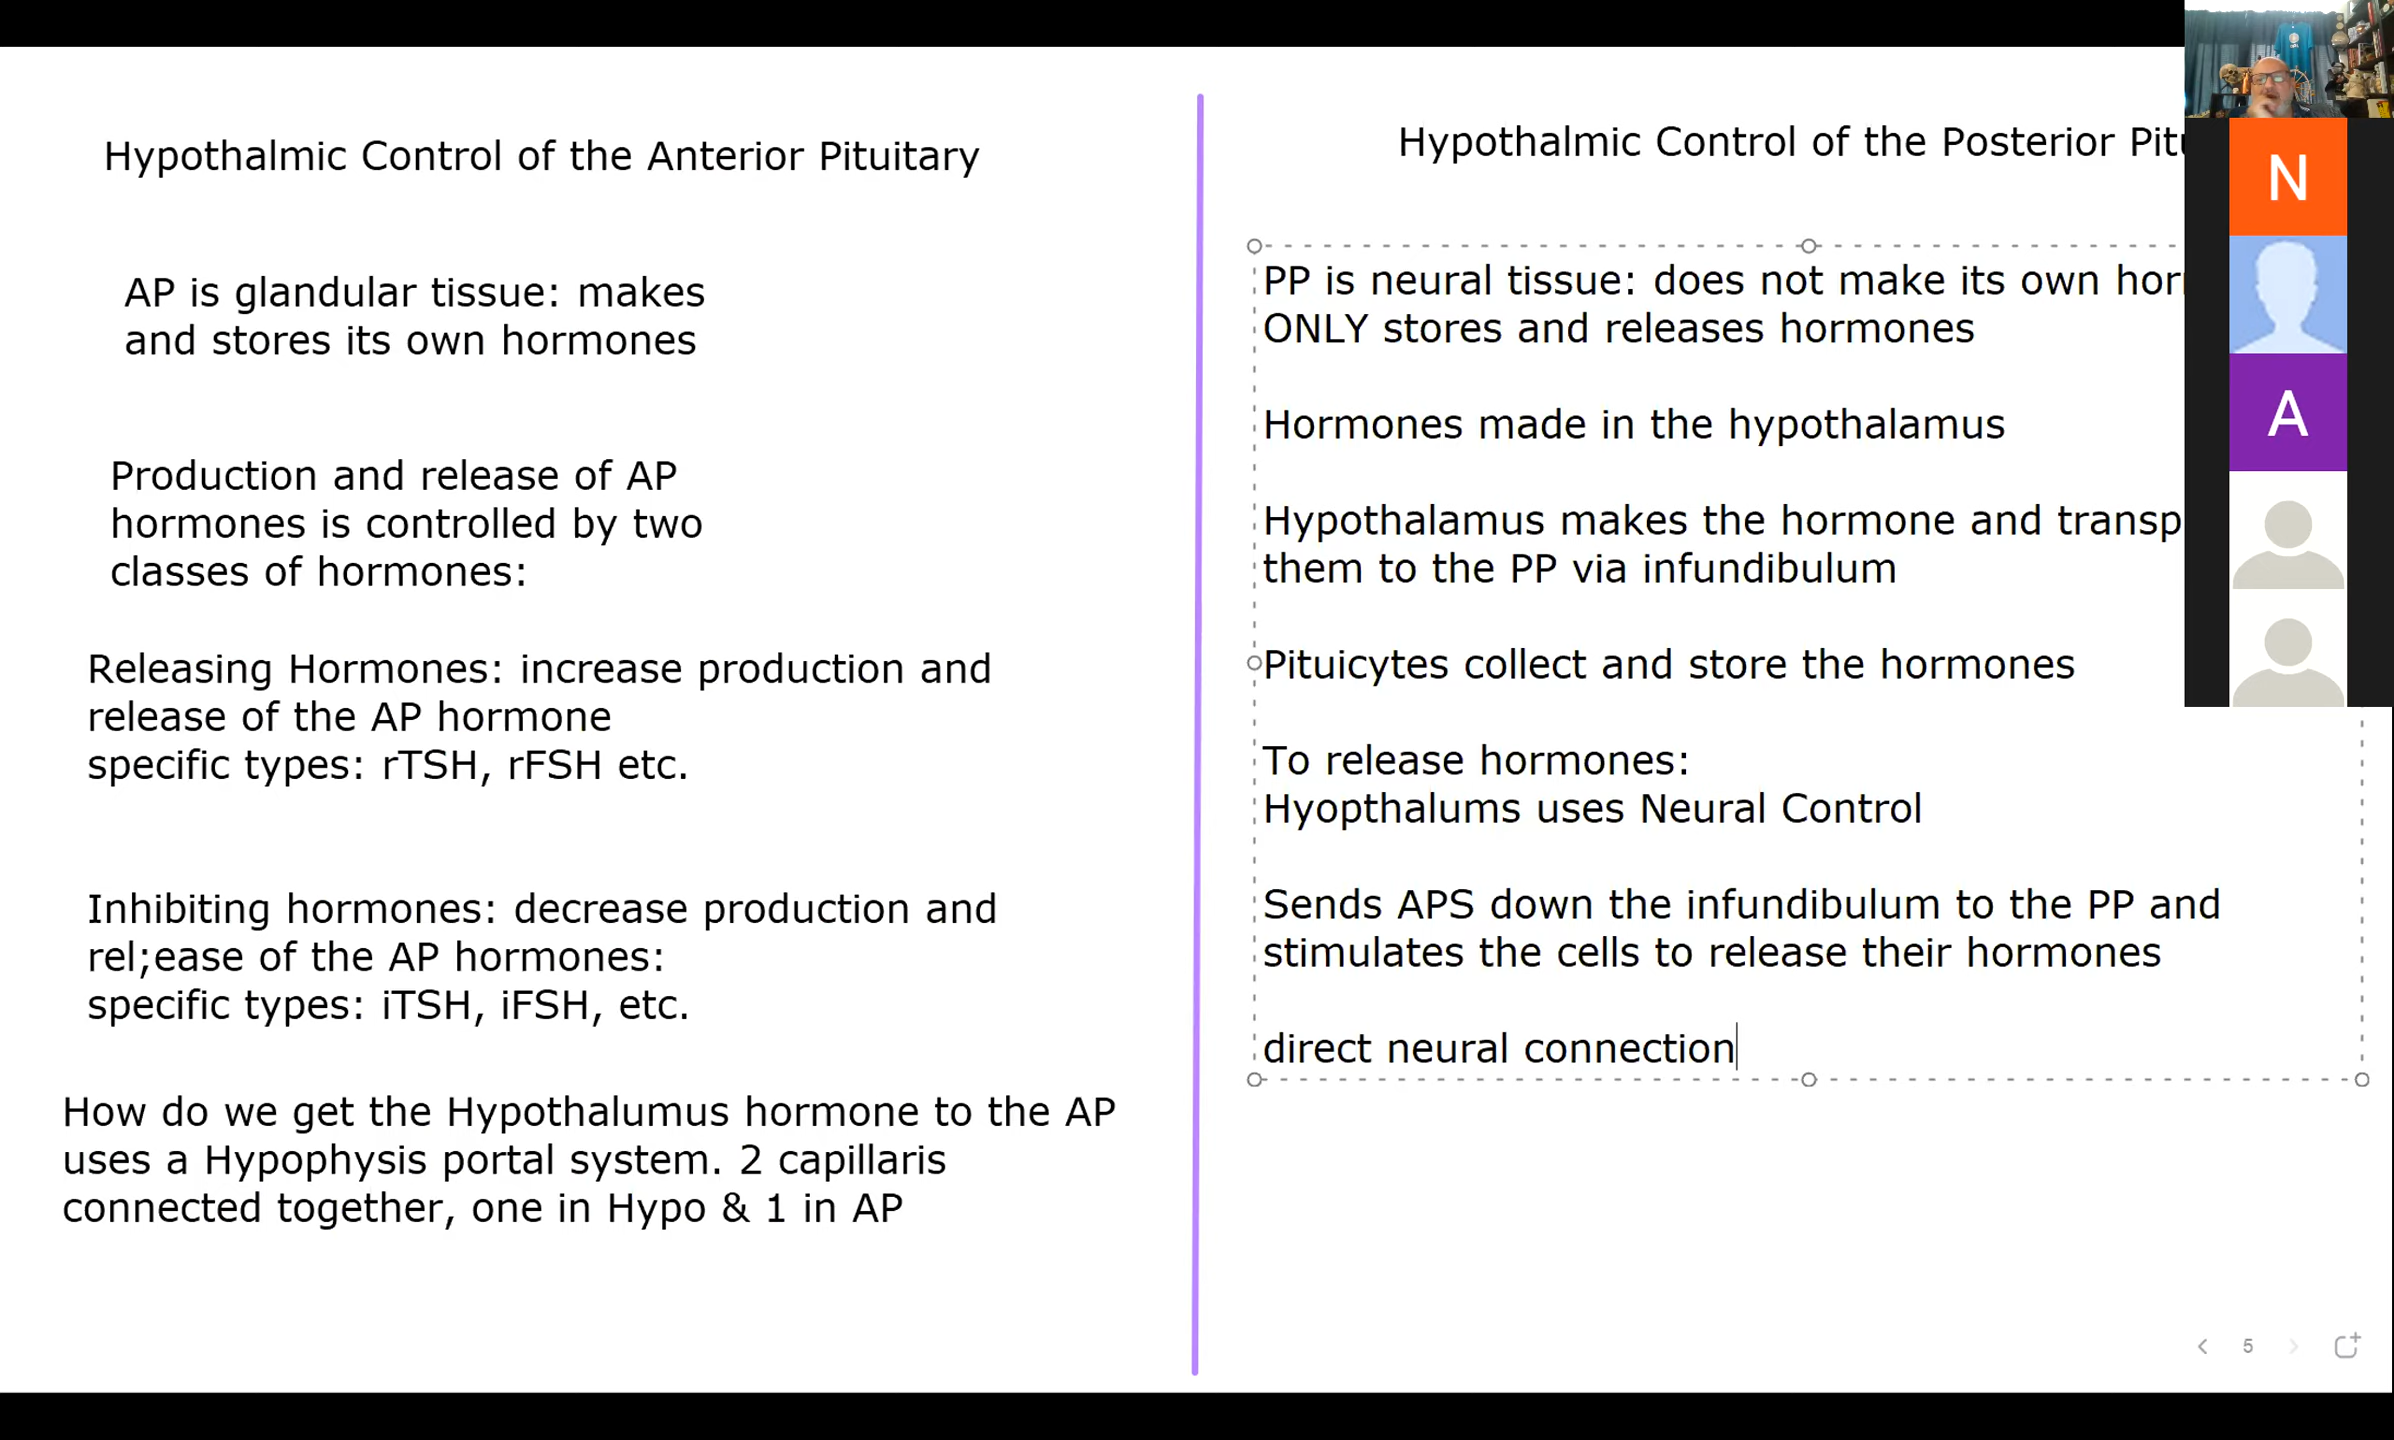 Hypothalmic Control of the Anterior Pituitary
AP is glandular tissue: makes
and stores its own hormones
Production and release of AP
hormones is controlled by two
classes of hormones:
Releasing Hormones: increase production and
release of the AP hormone
specific types: rTSH, rFSH etc.
Inhibiting hormones: decrease production and
rel;ease of the AP hormones:
specific types: iTSH, iFSH, etc.
How do we get the Hypothalumus hormone to the AP
uses a Hypophysis portal system. 2 capillaris
connected together, one in Hypo & 1 in AP
Hypothalmic Control of the Posterior
PP is neural tissue: does not make its own
ONLY stores and releases hormones
Hormones made in the hypothalamus
Hypothalamus makes the hormone and
them to the PP via infundibulum
Pituicytes collect and store the hormones
To release hormones:
Hyopthalums uses Neural Control
Sends APS down the infundibulum to the PP and
stimulates the cells to release their hormones
direct neural connection
N
A
5